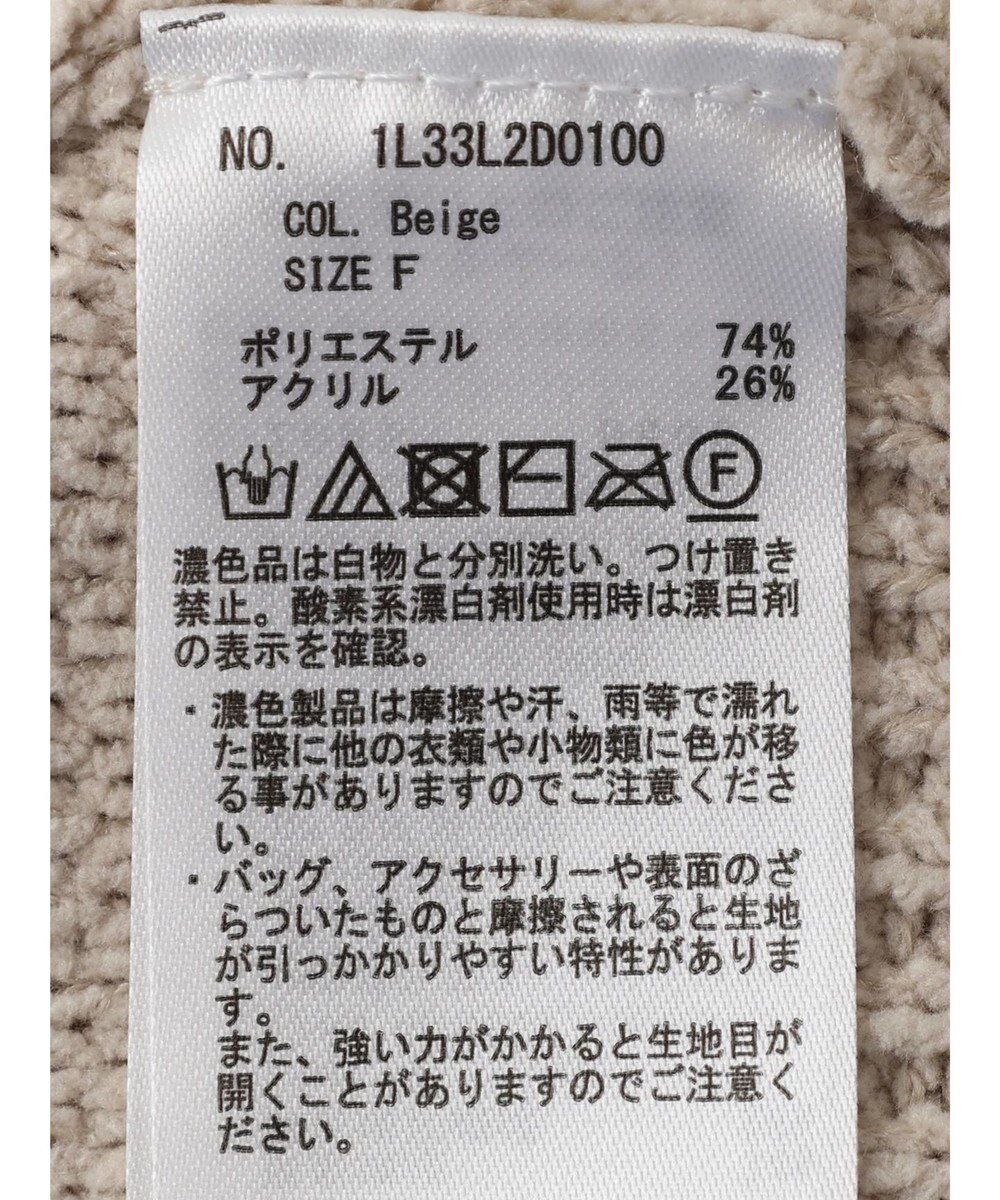 NO. 1L33L2D0100
COL. Beige
SIZE F
ポリエステル 74%
アクリル 26%
F
濃色品は白物と分別洗い。つけ置き
禁止。酸素系漂白剤使用時は漂白剤
の表示を確認。
・濃色製品は摩擦や汗、雨等で濡れ
た際に他の衣類や小物類に色が移
る事がありますのでご注意くださ
い。
・バッグ、アクセサリーや表面のざ
らついたものと摩擦されると生地
が引っかかりやすい特性がありま
す。
また、強い力がかかると生地目が
開くことがありますのでご注意く
ださい。